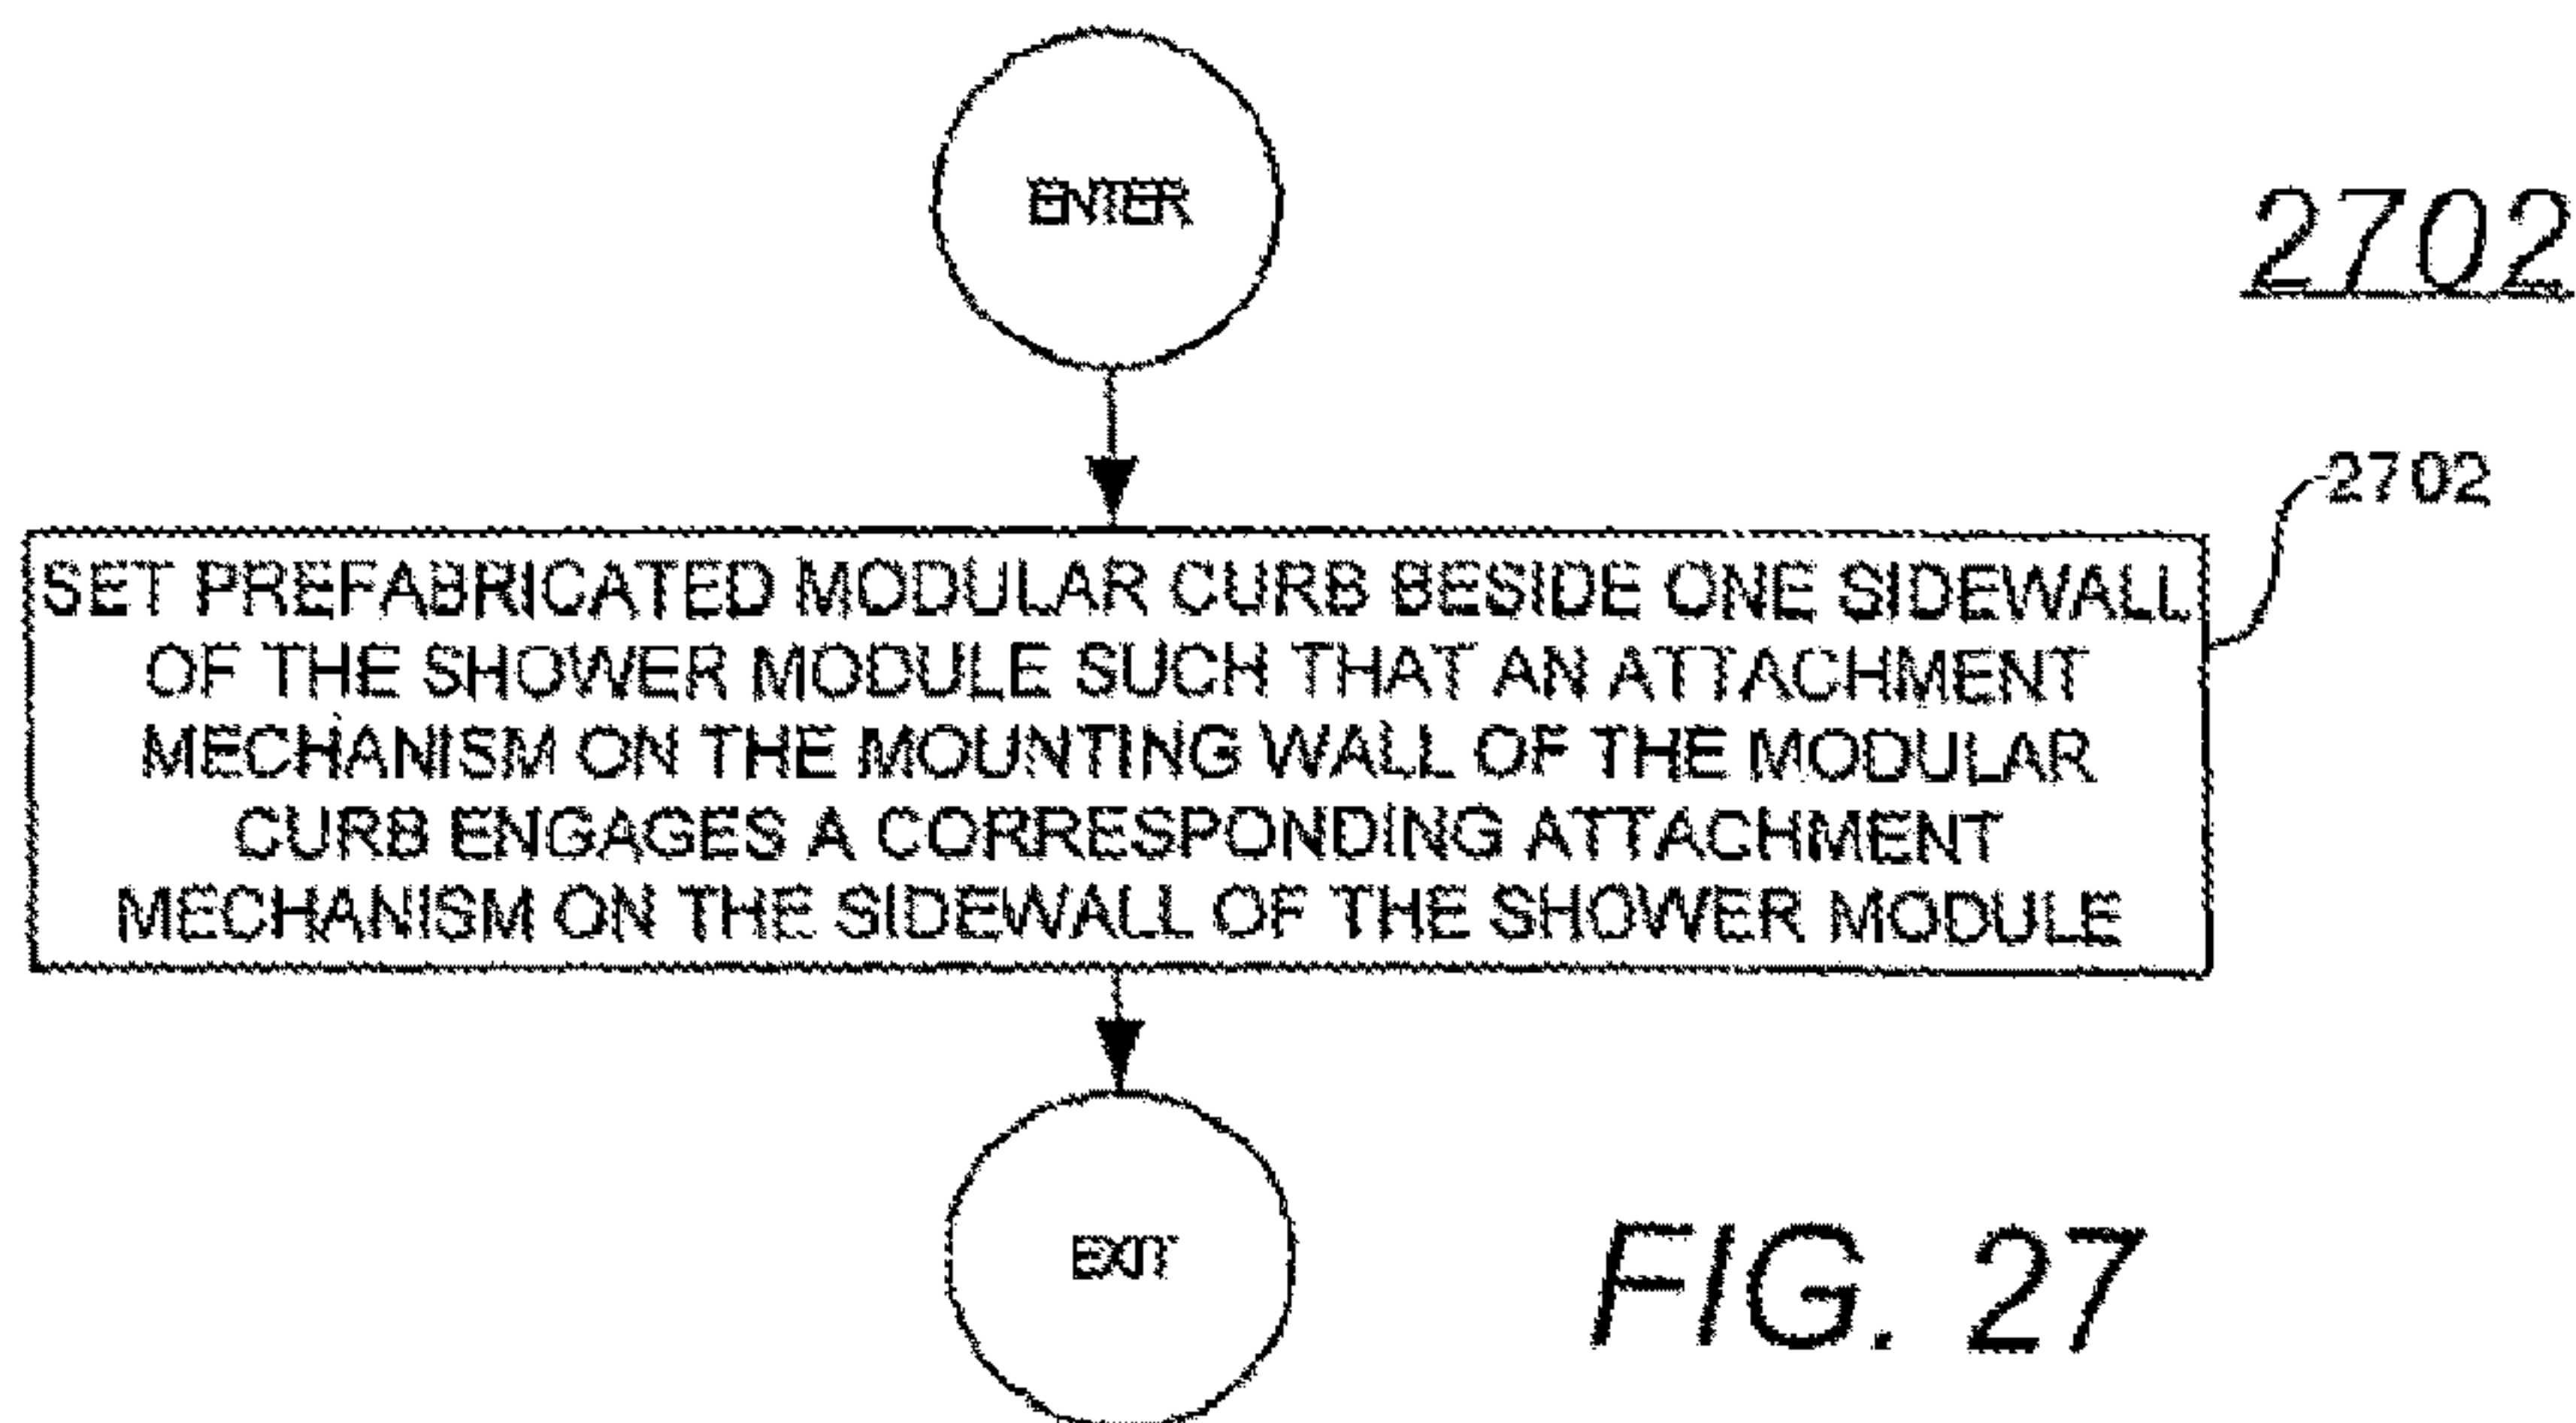 ENTER
2702
2702
SET PREFABRICATED MODULAR CURB BESIDE ONE SIDEWALL
OF THE SHOWER MODULE SUCH THAT AN ATTACHMENT
MECHANISM ON THE MOUNTING WALL OF THE MODULAR
CURB ENGAGES A CORRESPONDING ATTACHMENT
MECHANISM ON THE SIDEWALL OF THE SHOWER MODULE
EXIT
FIG. 27